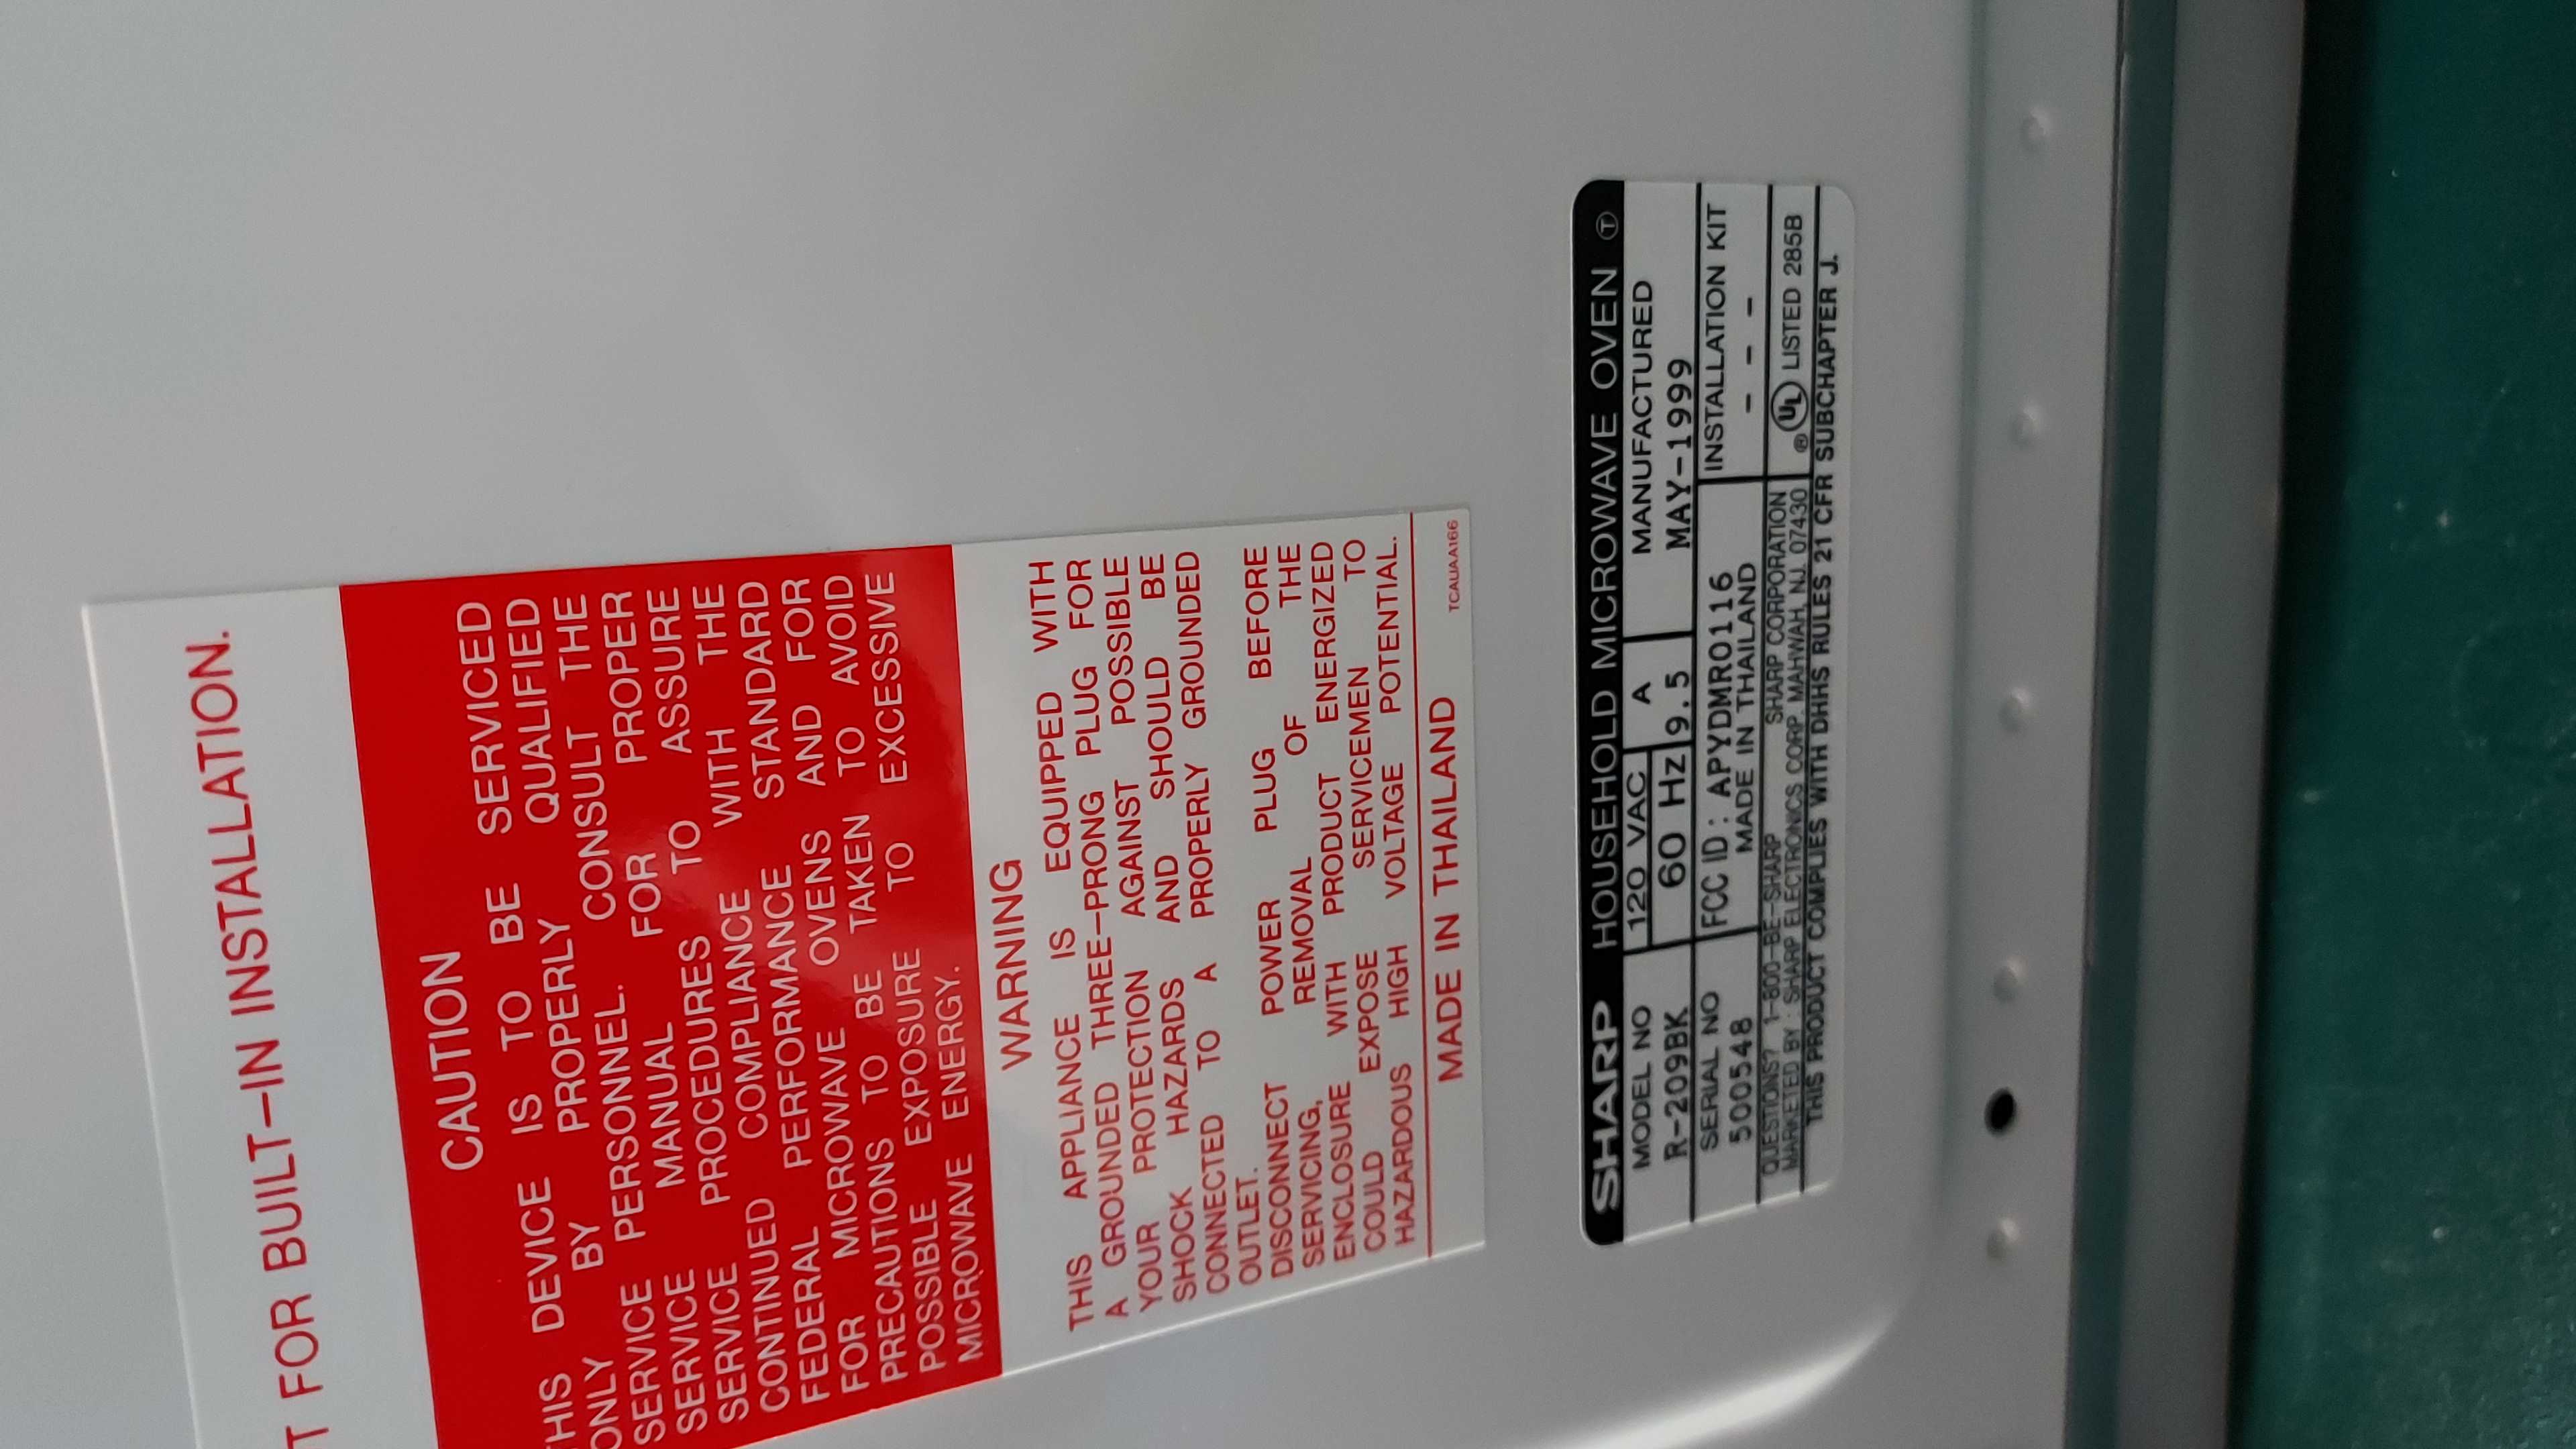 T FOR BUILT-IN INSTALLATION.
CAUTION
THIS DEVICE IS TO BE SERVICED
ONLY BY PROPERLY QUALIFIED
SERVICE PERSONNEL. CONSULT THE
SERVICE MANUAL FOR PROPER
SERVICE PROCEDURES TO ASSURE
CONTINUED COMPLIANCE WITH THE
FEDERAL PERFORMANCE STANDARD
FOR MICROWAVE OVENS AND FOR
PRECAUTIONS TO BE TAKEN TO AVOID
POSSIBLE EXPOSURE TO EXCESSIVE
MICROWAVE ENERGY.
WARNING
THIS APPLIANCE IS EQUIPPED WITH
A GROUNDED THREE-PRONG PLUG FOR
YOUR PROTECTION AGAINST POSSIBLE
SHOCK HAZARDS AND SHOULD BE
CONNECTED TO A PROPERLY GROUNDED
OUTLET.
DISCONNECT POWER PLUG BEFORE
SERVICING, REMOVAL OF THE
ENCLOSURE WITH PRODUCT ENERGIZED
COULD EXPOSE SERVICEMEN TO
HAZARDOUS HIGH VOLTAGE POTENTIAL.
MADE IN THAILAND
TCAUAA166
SHARP HOUSEHOLD MICROWAVE OVEN T
MODEL NO 120 VAC A MANUFACTURED
R-209BK 60 Hz 9.5 MAY-1999
SERIAL NO FCC ID: APYDMR0116 INSTALLATION KIT
500548 MADE IN THAILAND - - -
QUESTIONS? 1-800-BE-SHARP SHARP CORPORATION
MARKETED BY : SHARP ELECTRONICS CORP. MAHWAH, NJ. 07430 ® UL LISTED 285B
THIS PRODUCT COMPLIES WITH DHHS RULES 21 CFR SUBCHAPTER J.